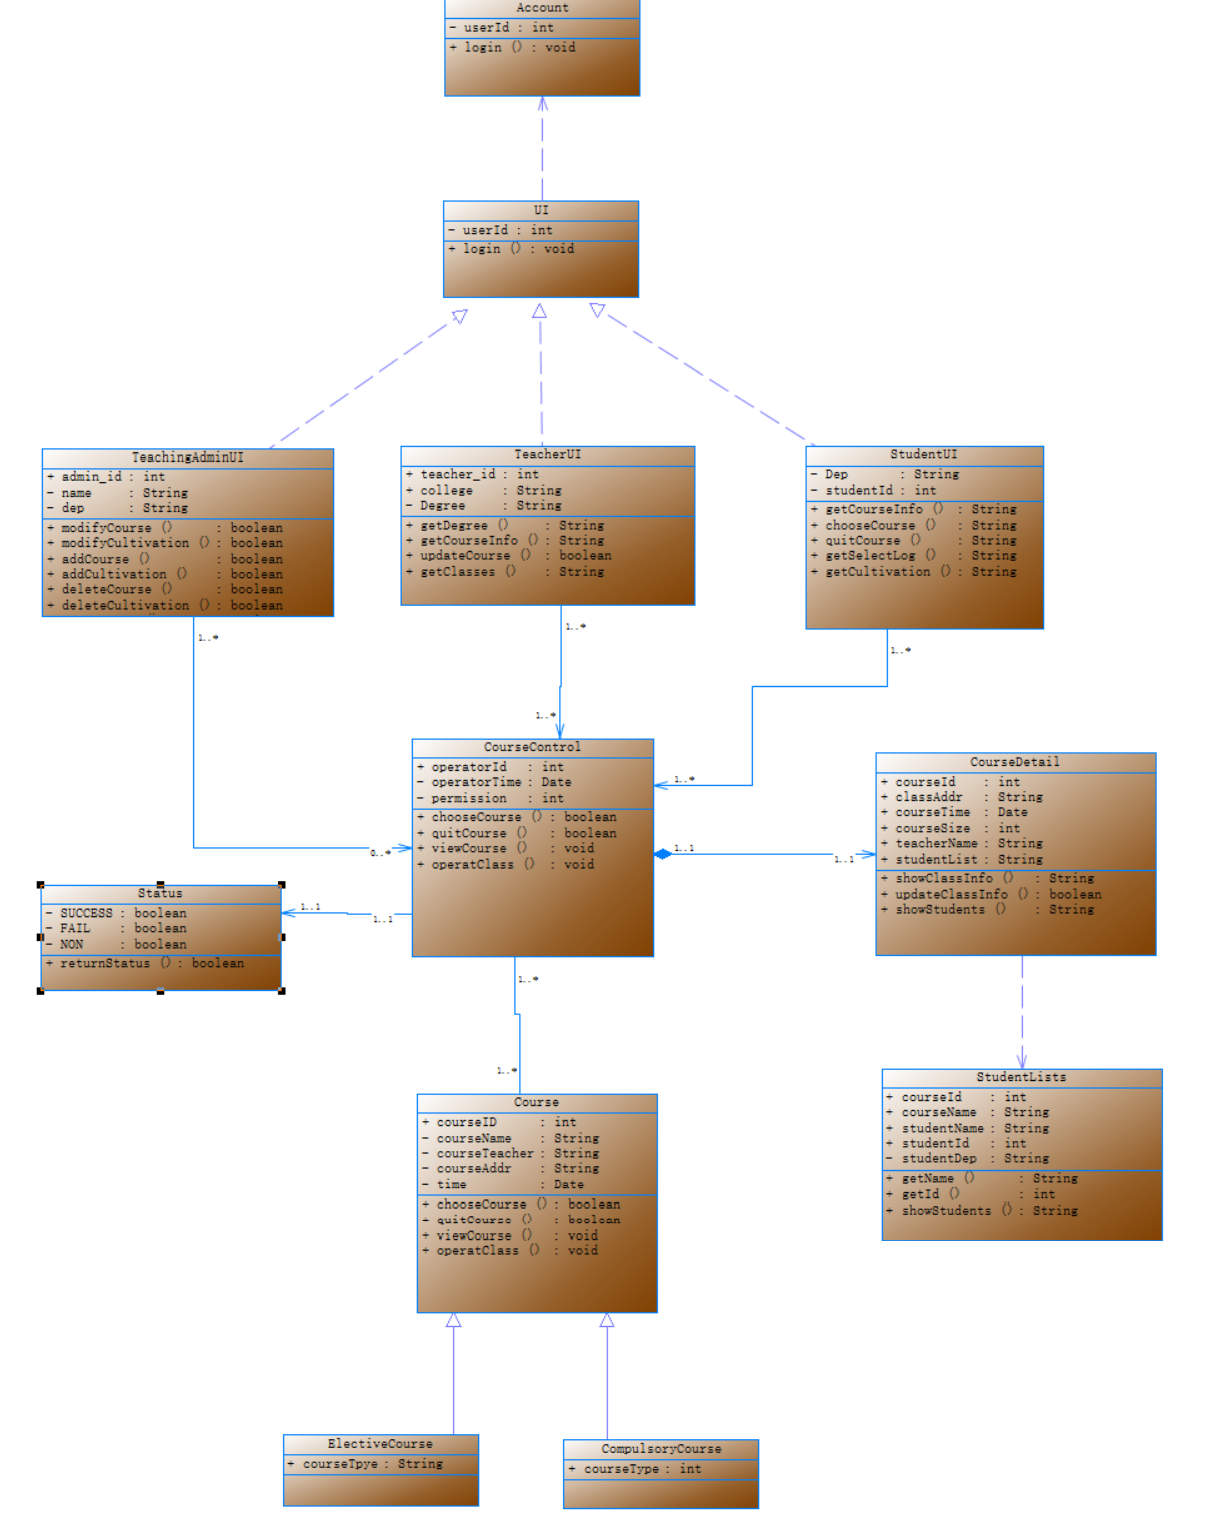 Account
- userId : int
+ login () : void
UI
- userId : int
+ login () : void
TeachingAdminUI
+ admin_id : int
- name : String
- dep : String
+ modifyCourse () : boolean
+ modifyCultivation () : boolean
+ addCourse () : boolean
+ addCultivation () : boolean
+ deleteCourse () : boolean
+ deleteCultivation () : boolean
TeacherUI
+ teacher_id : int
+ college : String
- Degree : String
+ getDegree () : String
+ getCourseInfo () : String
+ updateCourse () : boolean
+ getClasses () : String
StudentUI
- Dep : String
- studentId : int
+ getCourseInfo () : String
+ chooseCourse () : String
+ quitCourse () : String
+ getSelectLog () : String
+ getCultivation () : String
1..*
1..*
1..*
1..*
1..*
0..*
CourseControl
+ operatorId : int
- operatorTime : Date
- permission : int
+ chooseCourse () : boolean
+ quitCourse () : boolean
+ viewCourse () : void
+ operatClass () : void
1..1
1..1
CourseDetail
+ courseId : int
+ classAddr : String
+ courseTime : Date
+ courseSize : int
+ teacherName : String
+ studentList : String
+ showClassInfo () : String
+ updateClassInfo () : boolean
+ showStudents () : String
Status
- SUCCESS : boolean
- FAIL : boolean
- NON : boolean
+ returnStatus () : boolean
1..1
1..1
1..*
1..*
StudentLists
+ courseId : int
+ courseName : String
+ studentName : String
+ studentId : int
- studentDep : String
+ getName () : String
+ getId () : int
+ showStudents () : String
Course
+ courseID : int
- courseName : String
- courseTeacher : String
- courseAddr : String
- time : Date
+ chooseCourse () : boolean
+ quitCourse () : boolean
+ viewCourse () : void
+ operatClass () : void
ElectiveCourse
+ courseTpye : String
CompulsoryCourse
+ courseType : int